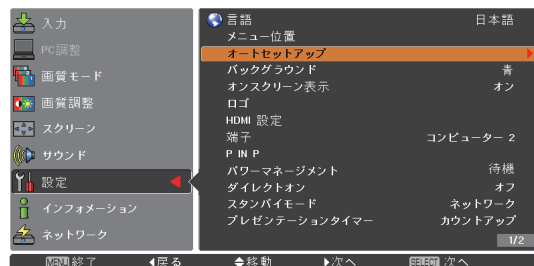 入力
PC調整
画質モード
画質調整
スクリーン
サウンド
設定
インフォメーション
ネットワーク
言語 日本語
メニュー位置
オートセットアップ
バックグラウンド 青
オンスクリーン表示 オン
ロゴ
HDMI 設定
端子 コンピューター 2
P IN P
パワーマネージメント 待機
ダイレクトオン オフ
スタンバイモード ネットワーク
プレゼンテーションタイマー カウントアップ
1/2
MENU 終了 戻る 移動 次へ SELECT 次へ